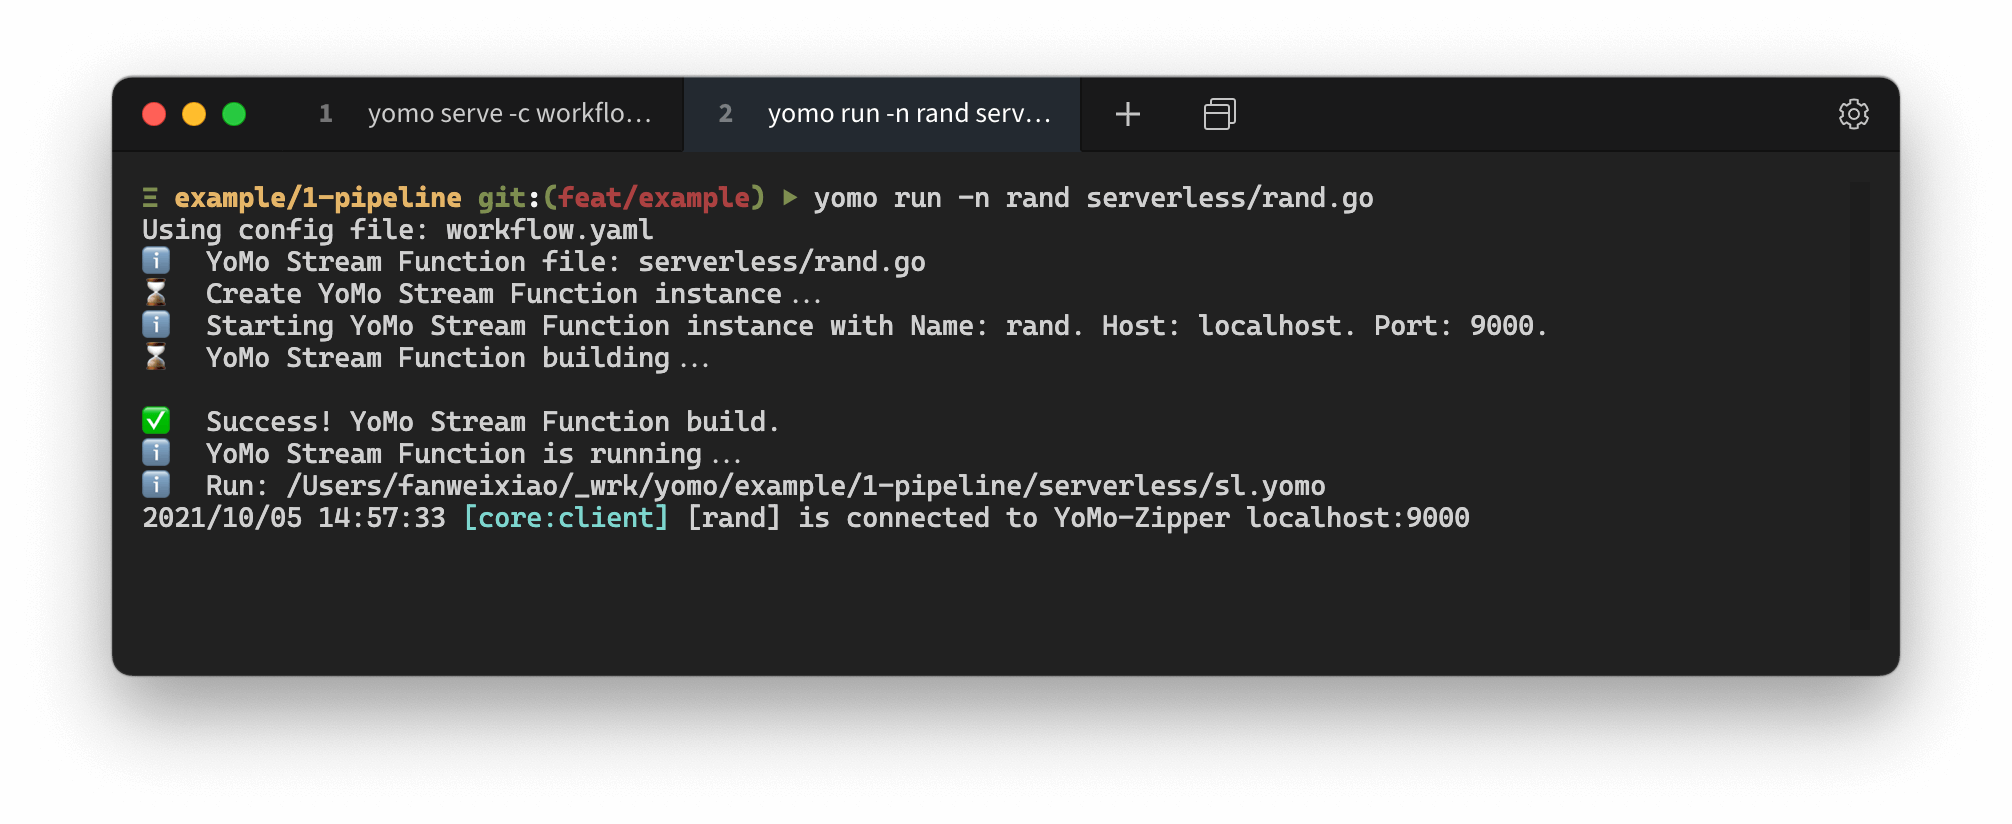 1 yomo serve -c workflo... 2 yomo run -n rand serv...
Ξ example/1-pipeline git:(feat/example) ▶ yomo run -n rand serverless/rand.go
Using config file: workflow.yaml
ℹ️ YoMo Stream Function file: serverless/rand.go
⌛ Create YoMo Stream Function instance...
ℹ️ Starting YoMo Stream Function instance with Name: rand. Host: localhost. Port: 9000.
⌛ YoMo Stream Function building...
✅ Success! YoMo Stream Function build.
ℹ️ YoMo Stream Function is running...
ℹ️ Run: /Users/fanweixiao/_wrk/yomo/example/1-pipeline/serverless/sl.yomo
2021/10/05 14:57:33 [core:client] [rand] is connected to YoMo-Zipper localhost:9000